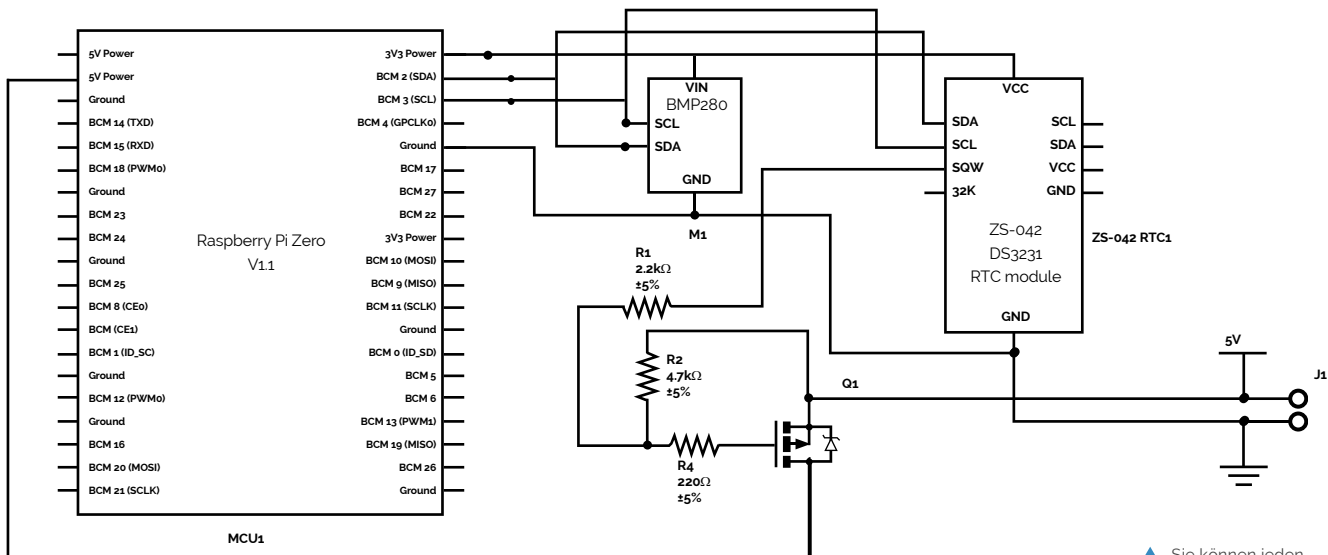 5V Power
5V Power
Ground
BCM 14 (TXD)
BCM 15 (RXD)
BCM 18 (PWM0)
Ground
BCM 23
BCM 24
Ground
BCM 25
BCM 8 (CE0)
BCM (CE1)
BCM 1 (ID_SC)
Ground
BCM 12 (PWM0)
Ground
BCM 16
BCM 20 (MOSI)
BCM 21 (SCLK)
Raspberry Pi Zero
V1.1
3V3 Power
BCM 2 (SDA)
BCM 3 (SCL)
BCM 4 (GPCLK0)
Ground
BCM 17
BCM 27
BCM 22
3V3 Power
BCM 10 (MOSI)
BCM 9 (MISO)
BCM 11 (SCLK)
Ground
BCM 0 (ID_SD)
BCM 5
BCM 6
BCM 13 (PWM1)
BCM 19 (MISO)
BCM 26
Ground
MCU1
VIN
BMP280
SCL
SDA
GND
M1
R1
2.2kΩ
±5%
R2
4.7kΩ
±5%
R4
220Ω
±5%
Q1
VCC
SDA
SCL
SQW
32K
SCL
SDA
VCC
GND
ZS-042
DS3231
RTC module
GND
ZS-042 RTC1
5V
J1
Sie können jeden